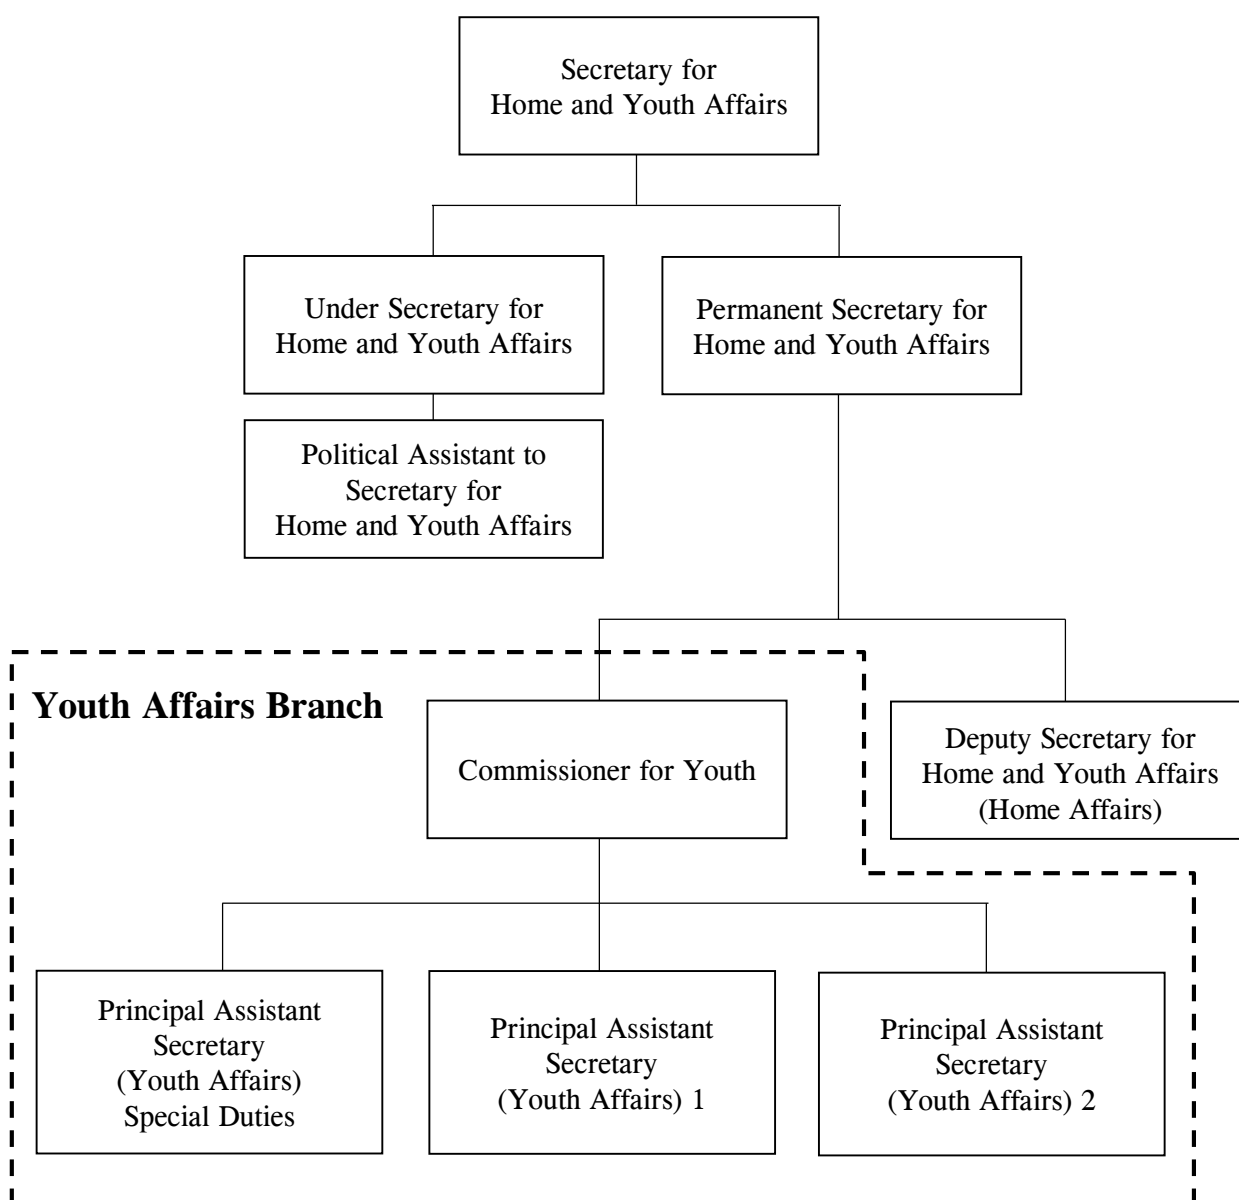 Secretary for
Home and Youth Affairs
Under Secretary for
Home and Youth Affairs
Permanent Secretary for
Home and Youth Affairs
Political Assistant to
Secretary for
Home and Youth Affairs
Youth Affairs Branch
Commissioner for Youth
Deputy Secretary for
Home and Youth Affairs
(Home Affairs)
Principal Assistant
Secretary
(Youth Affairs)
Special Duties
Principal Assistant
Secretary
(Youth Affairs) 1
Principal Assistant
Secretary
(Youth Affairs) 2